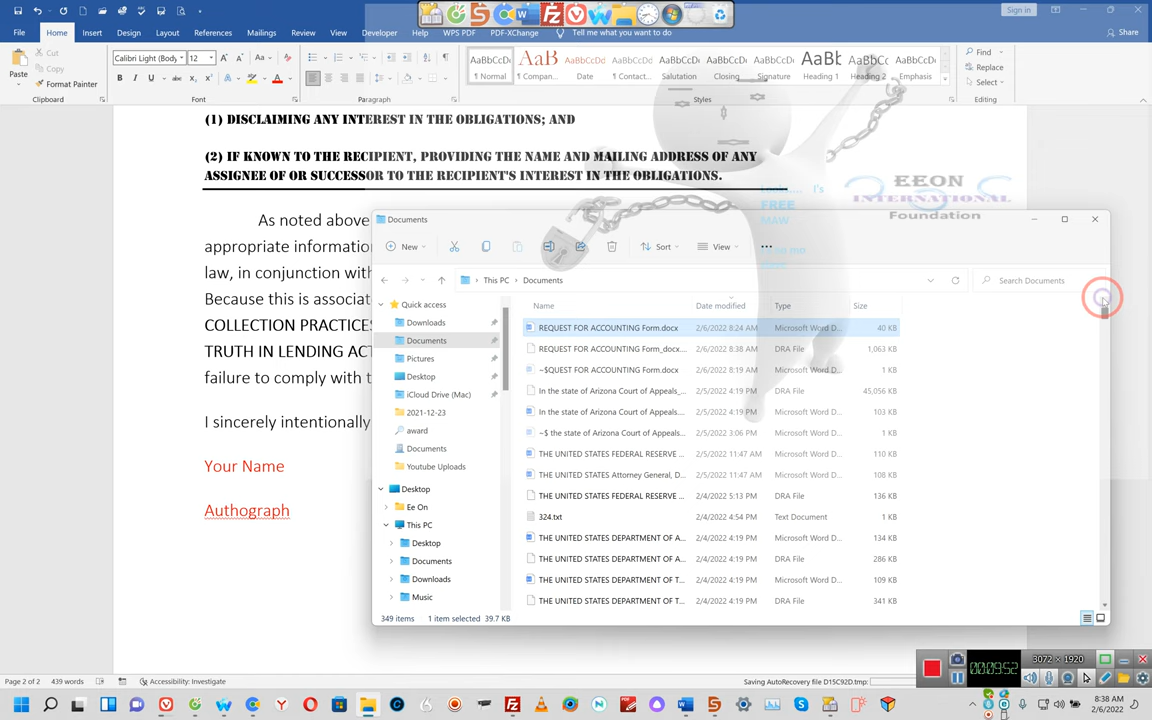 Sign in
File Home Insert Design Layout References Mailings Review View Developer Help WPS PDF PDF-XChange Tell me what you want to do Share
Paste Cut Copy Format Painter
Calibri Light (Body 12
AaBbCcDc AaB AaBbCcDc AaBbCcDc AaBbCcDc AaBbCcDc AaBbCcDc AaBb AaBbCc AaBbCcDc
¶ Normal ¶ Compan... Date ¶ Contact... Salutation Closing Signature Heading 1 Heading 2 Emphasis
Find Replace Select
Clipboard Font Paragraph Styles Editing
(1) DISCLAIMING ANY INTEREST IN THE OBLIGATIONS; AND
(2) IF KNOWN TO THE RECIPIENT, PROVIDING THE NAME AND MAILING ADDRESS OF ANY
ASSIGNEE OF OR SUCCESSOR TO THE RECIPIENT'S INTEREST IN THE OBLIGATIONS.
EEON
INTERNATIONAL
Foundation
I's
FREE
MAW
As noted above
appropriate information
law, in conjunction with
Because this is associat
COLLECTION PRACTICES
TRUTH IN LENDING ACT
failure to comply with t
I sincerely intentionally
Your Name
Authograph
Documents
New Sort View
This PC Documents Search Documents
Quick access
Downloads
Documents
Pictures
Desktop
iCloud Drive (Mac)
2021-12-23
award
Documents
Youtube Uploads
Desktop
Ee On
This PC
Desktop
Documents
Downloads
Music
Name Date modified Type Size
REQUEST FOR ACCOUNTING Form.docx 2/6/2022 8:24 AM Microsoft Word D... 40 KB
REQUEST FOR ACCOUNTING Form_docx.... 2/6/2022 8:38 AM DRA File 1,063 KB
~$QUEST FOR ACCOUNTING Form.docx 2/6/2022 8:19 AM Microsoft Word D... 1 KB
In the state of Arizona Court of Appeals... 2/5/2022 4:19 PM DRA File 45,056 KB
In the state of Arizona Court of Appeals.... 2/5/2022 4:19 PM Microsoft Word D... 103 KB
~$ the state of Arizona Court of Appeals... 2/5/2022 3:06 PM Microsoft Word D... 1 KB
THE UNITED STATES FEDERAL RESERVE ... 2/5/2022 11:47 AM Microsoft Word D... 110 KB
THE UNITED STATES Attorney General, D... 2/5/2022 11:47 AM Microsoft Word D... 108 KB
THE UNITED STATES FEDERAL RESERVE ... 2/4/2022 5:13 PM DRA File 136 KB
324.txt 2/4/2022 4:54 PM Text Document 1 KB
THE UNITED STATES DEPARTMENT OF A... 2/4/2022 4:19 PM Microsoft Word D... 134 KB
THE UNITED STATES DEPARTMENT OF A... 2/4/2022 4:19 PM DRA File 286 KB
THE UNITED STATES DEPARTMENT OF T... 2/4/2022 4:19 PM Microsoft Word D... 109 KB
THE UNITED STATES DEPARTMENT OF T... 2/4/2022 4:19 PM DRA File 341 KB
349 items 1 item selected 39.7 KB
00:09:52 3072 × 1920
Page 2 of 2 439 words Accessibility: Investigate Saving AutoRecovery file D15C92D.tmp:
8:38 AM
2/6/2022